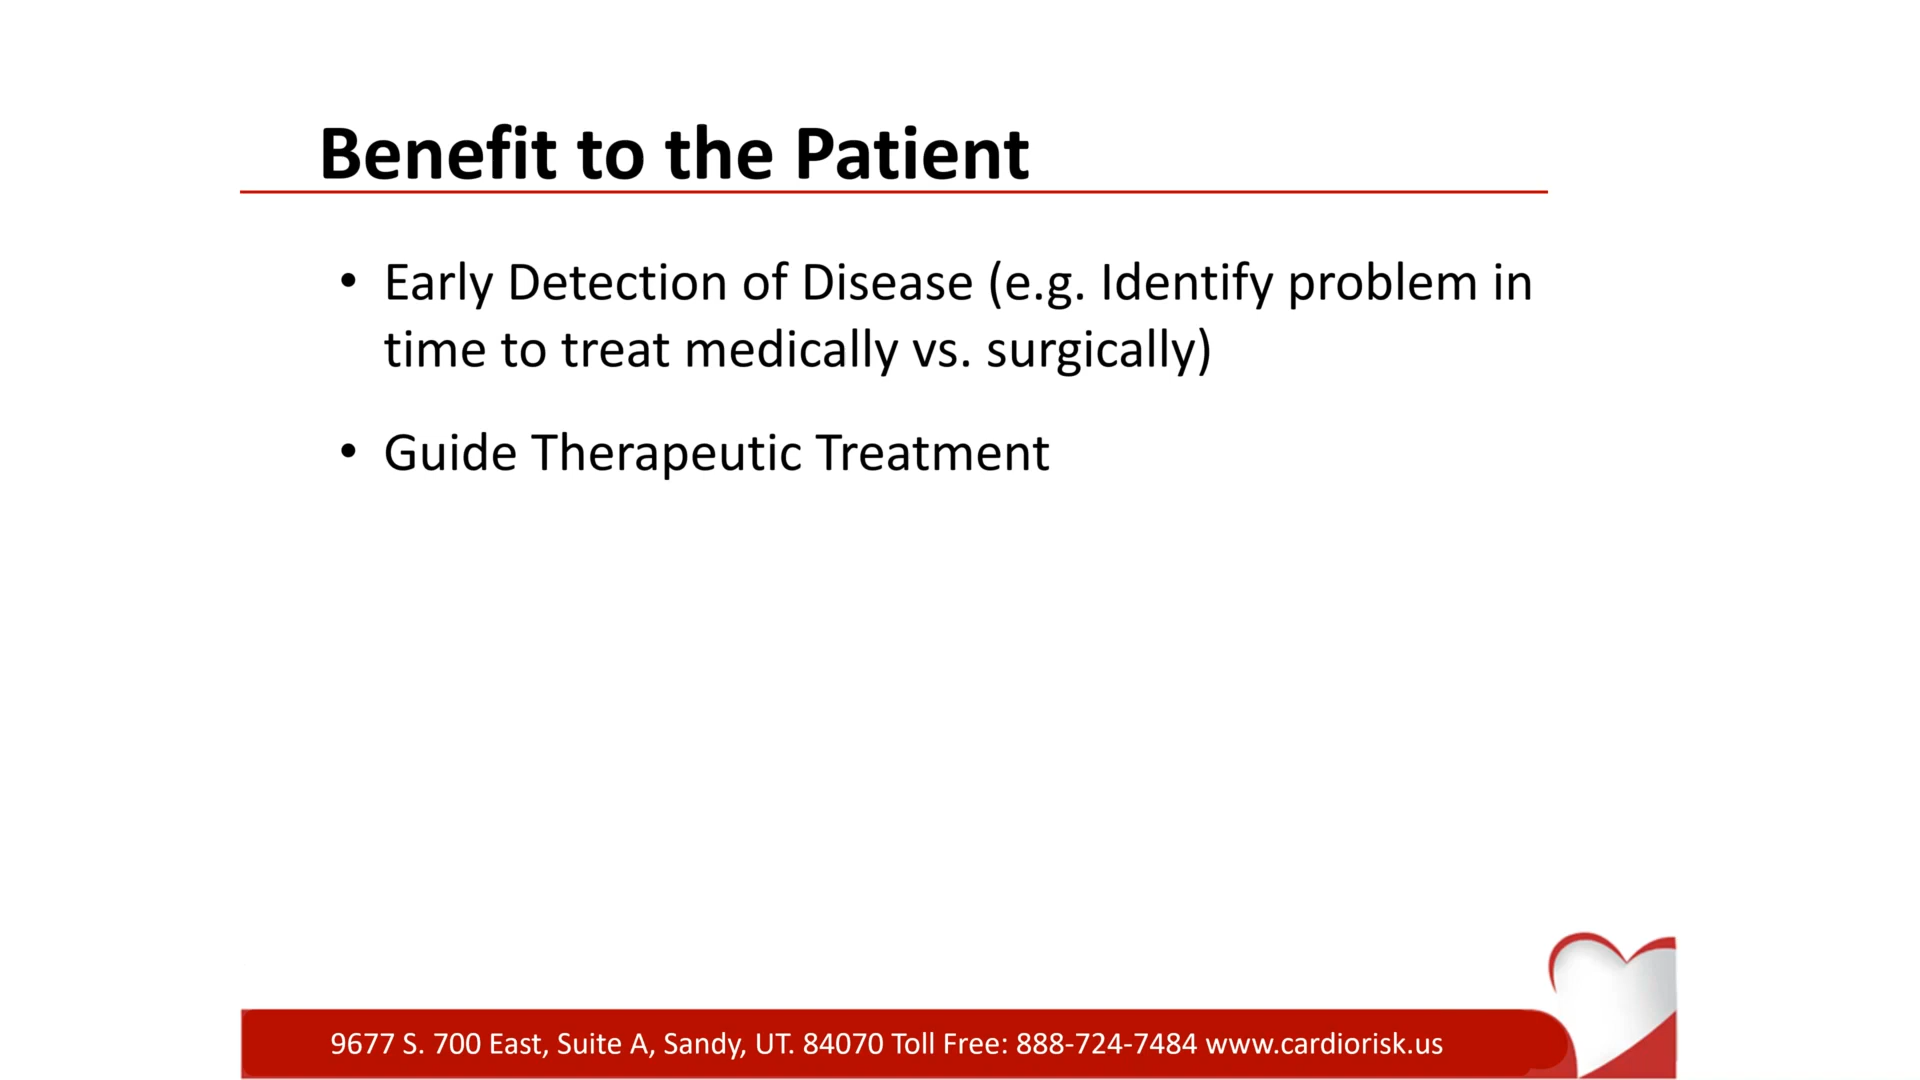 Benefit to the Patient
• Early Detection of Disease (e.g. Identify problem in
time to treat medically vs. surgically)
• Guide Therapeutic Treatment
9677 S. 700 East, Suite A, Sandy, UT. 84070 Toll Free: 888-724-7484 www.cardiorisk.us